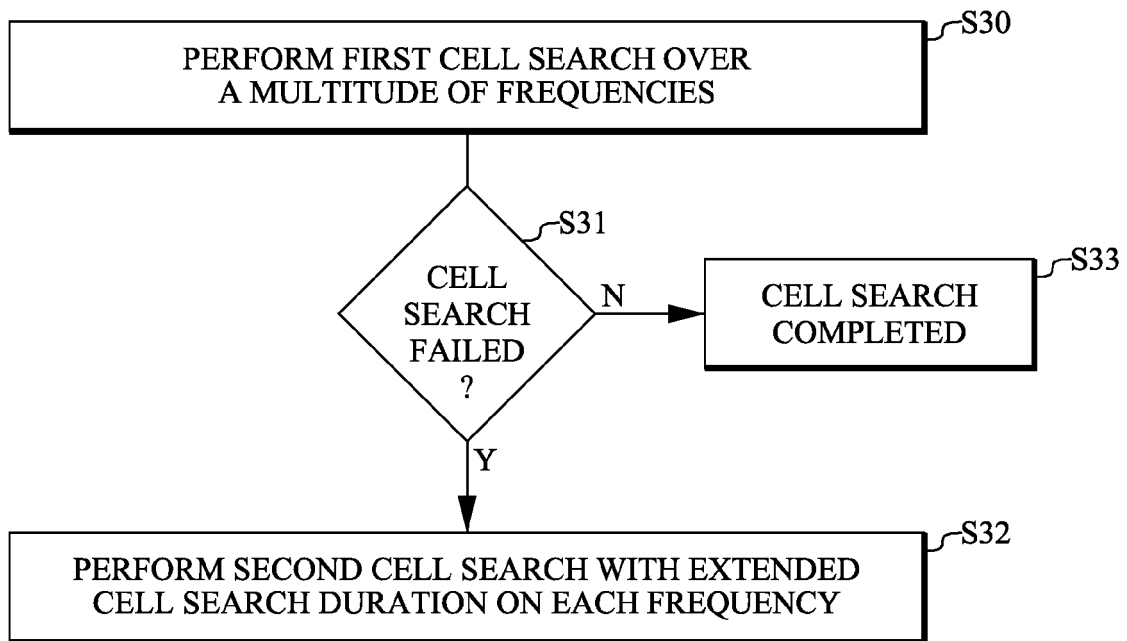 S30
PERFORM FIRST CELL SEARCH OVER
A MULTITUDE OF FREQUENCIES
S31
CELL
SEARCH
FAILED
?
N
S33
CELL SEARCH
COMPLETED
Y
S32
PERFORM SECOND CELL SEARCH WITH EXTENDED
CELL SEARCH DURATION ON EACH FREQUENCY